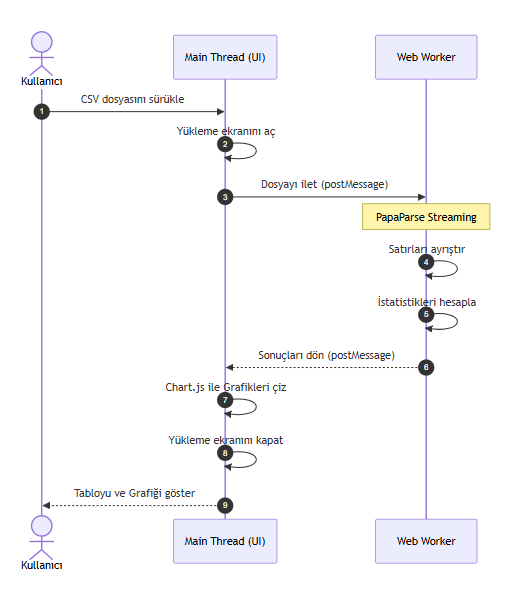 Kullanıcı
Main Thread (UI)
Web Worker
CSV dosyasını sürükle
1
Yükleme ekranını aç
2
Dosyayı ilet (postMessage)
3
PapaParse Streaming
Satırları ayrıştır
4
İstatistikleri hesapla
5
Sonuçları dön (postMessage)
6
Chart.js ile Grafikleri çiz
7
Yükleme ekranını kapat
8
Tabloyu ve Grafiği göster
9
Kullanıcı
Main Thread (UI)
Web Worker